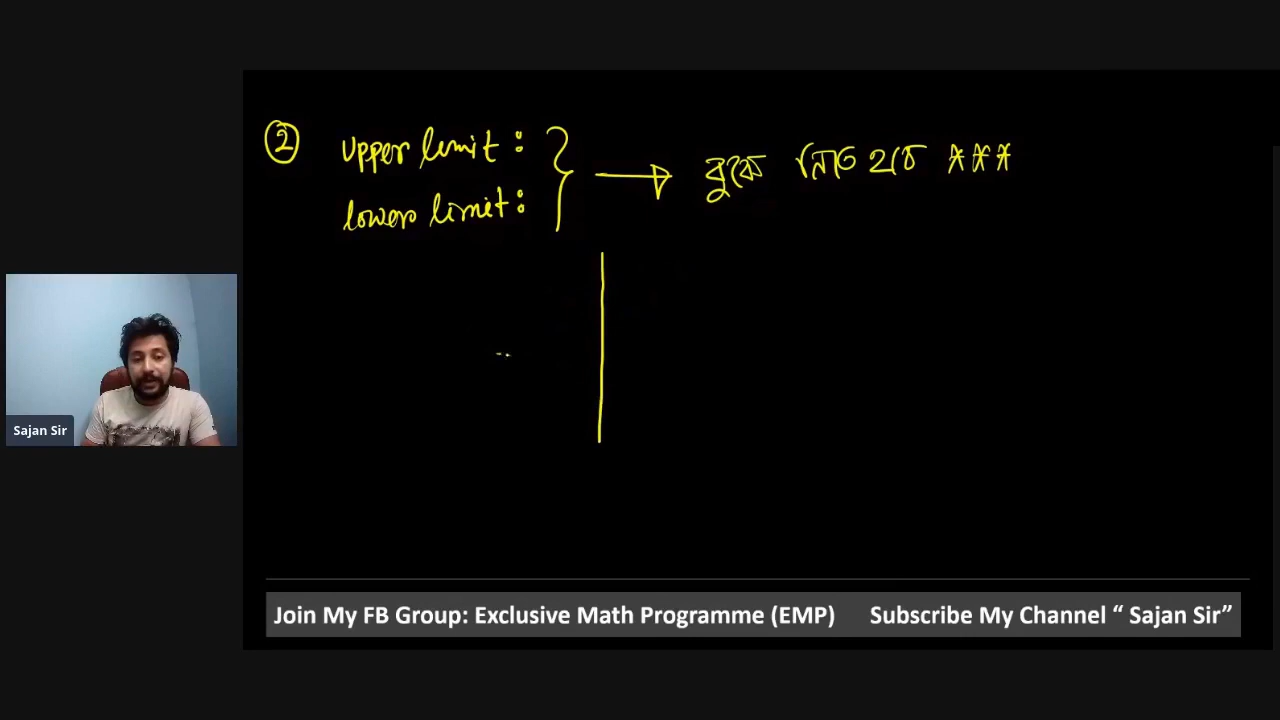 ② upper limit:
lower limit:
} → বুঝে নিতে হবে ***
Sajan Sir
Join My FB Group: Exclusive Math Programme (EMP) Subscribe My Channel “ Sajan Sir”